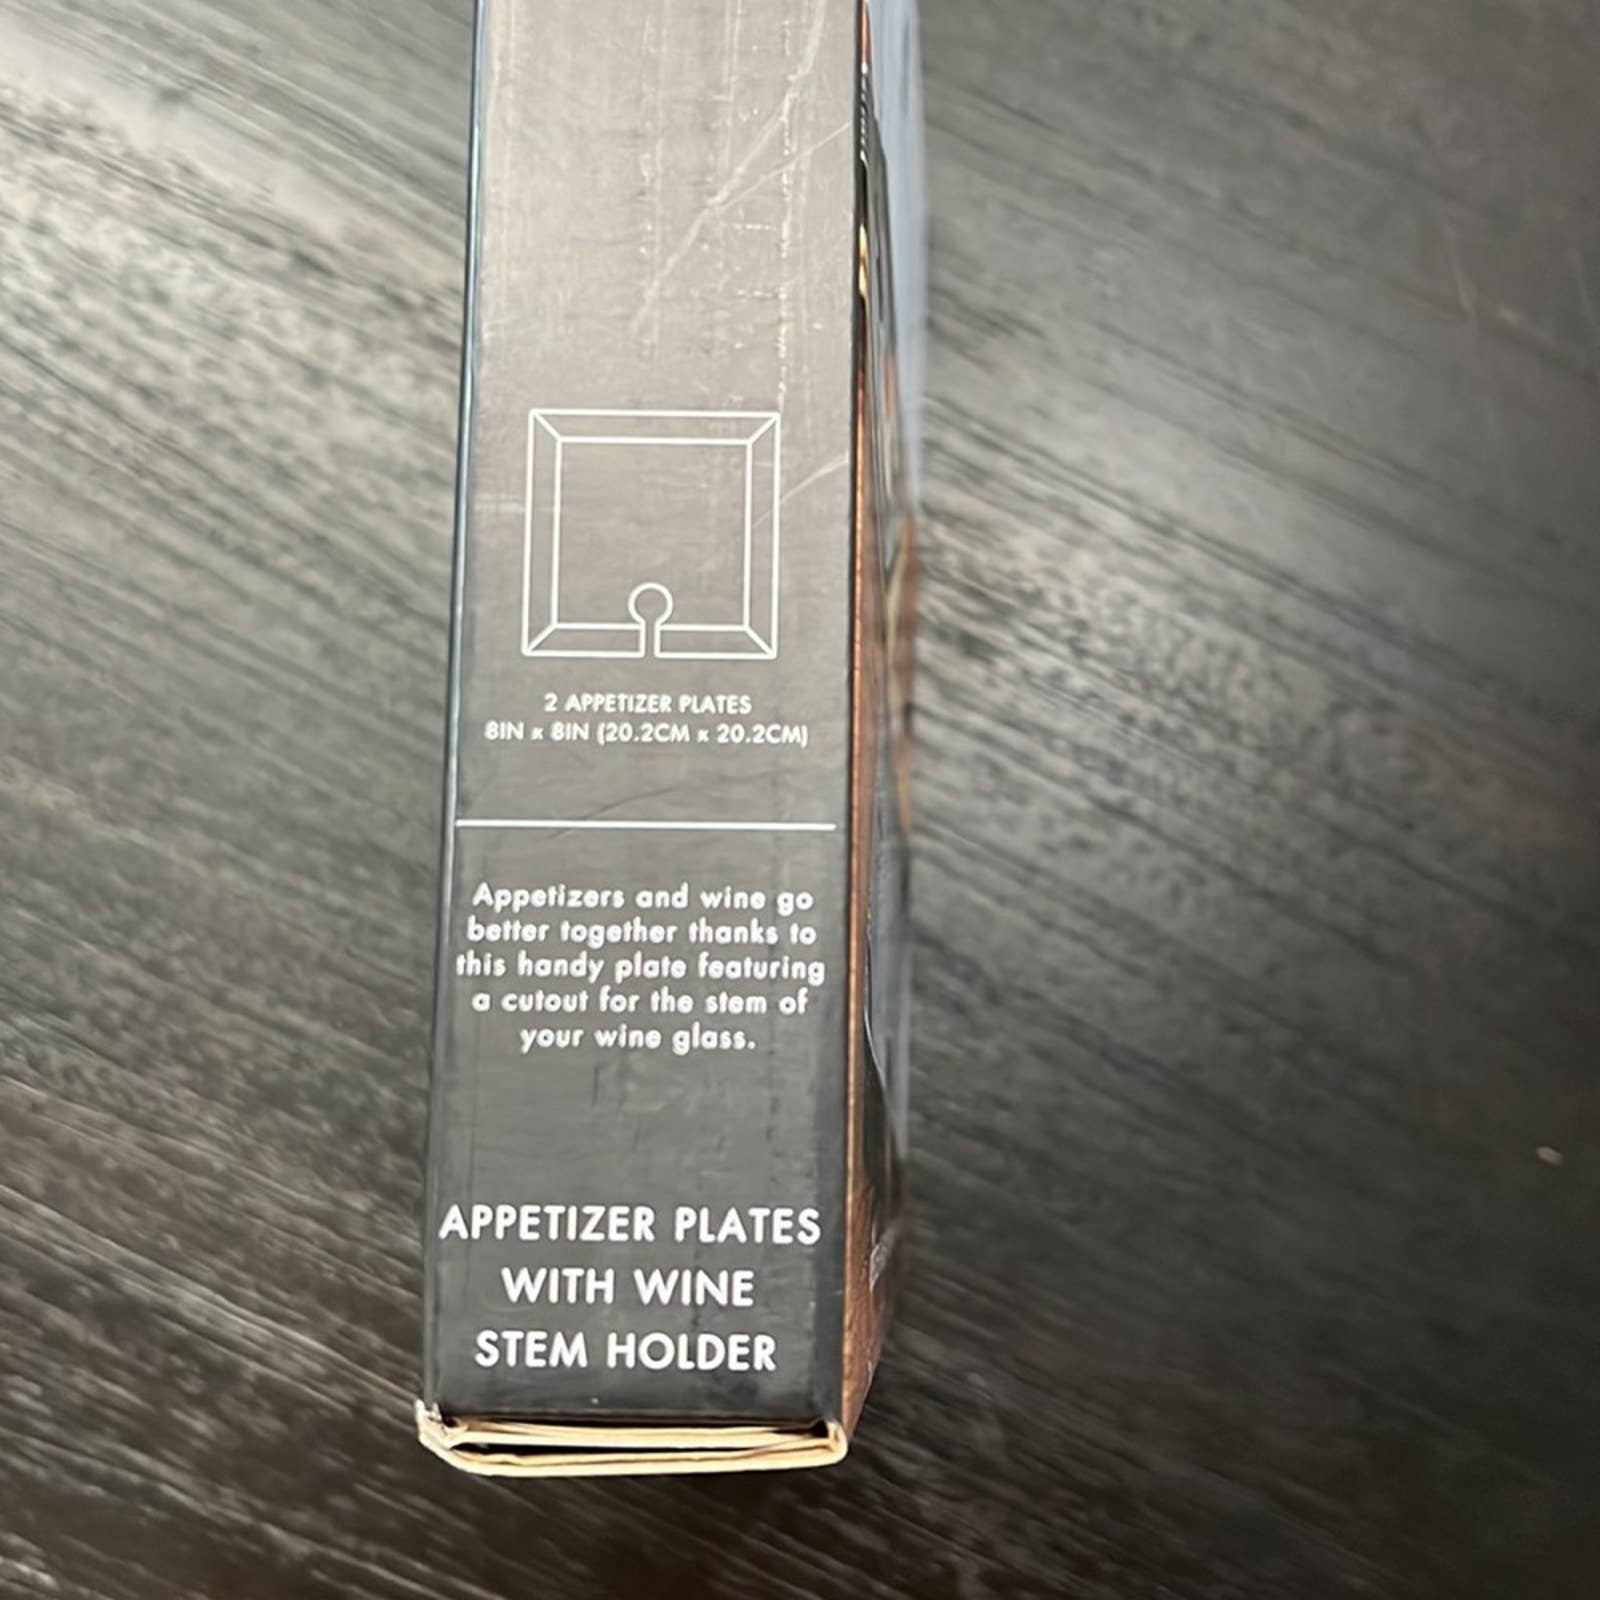 2 APPETIZER PLATES
8IN x 8IN (20.2CM x 20.2CM)
Appetizers and wine go
better together thanks to
this handy plate featuring
a cutout for the stem of
your wine glass.
APPETIZER PLATES
WITH WINE
STEM HOLDER